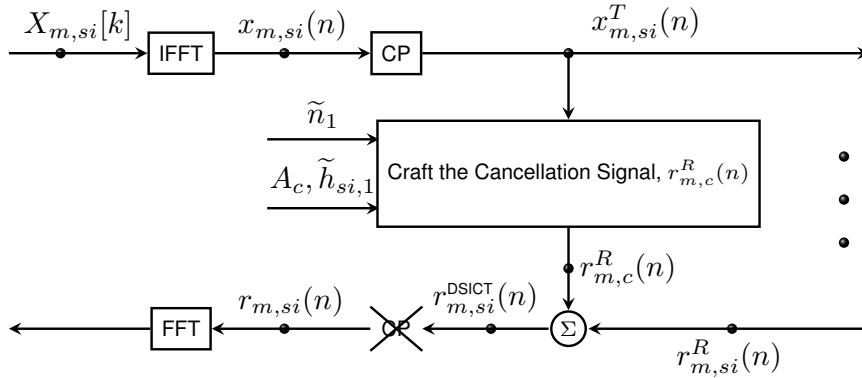 X_{m,si}[k]
IFFT
x_{m,si}(n)
CP
x^T_{m,si}(n)
ñ_1
A_c, h̃_{si,1}
Craft the Cancellation Signal, r^R_{m,c}(n)
r^R_{m,c}(n)
FFT
r_{m,si}(n)
CP
r^{DSICT}_{m,si}(n)
Σ
r^R_{m,si}(n)